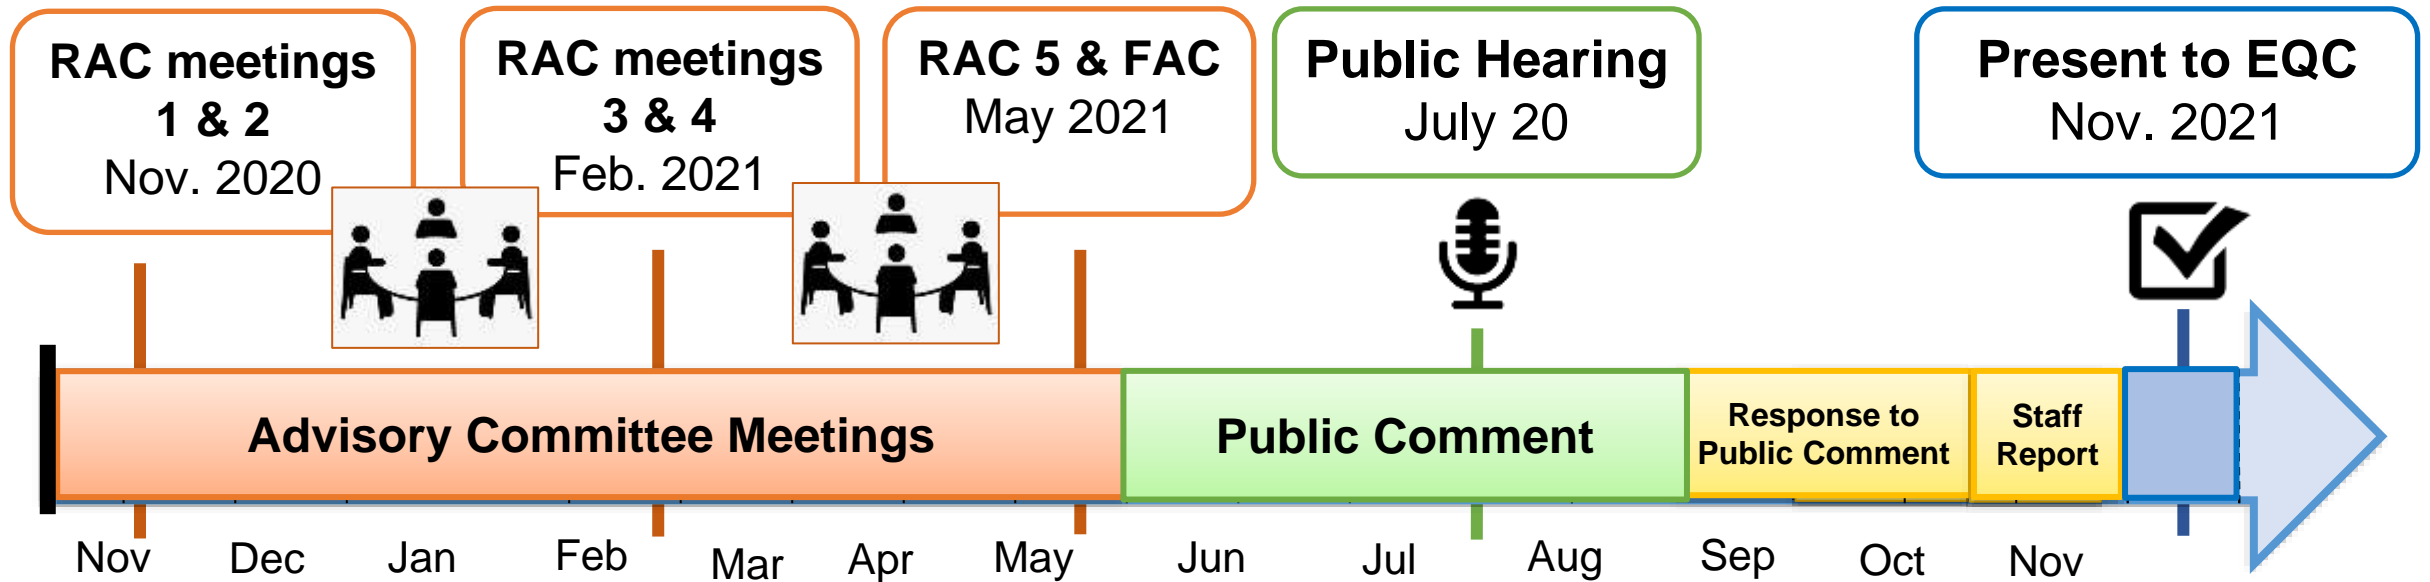 RAC meetings
1 & 2
Nov. 2020
RAC meetings
3 & 4
Feb. 2021
RAC 5 & FAC
May 2021
Public Hearing
July 20
Present to EQC
Nov. 2021
Advisory Committee Meetings
Public Comment
Response to
Public Comment
Staff
Report
Nov Dec Jan Feb Mar Apr May Jun Jul Aug Sep Oct Nov